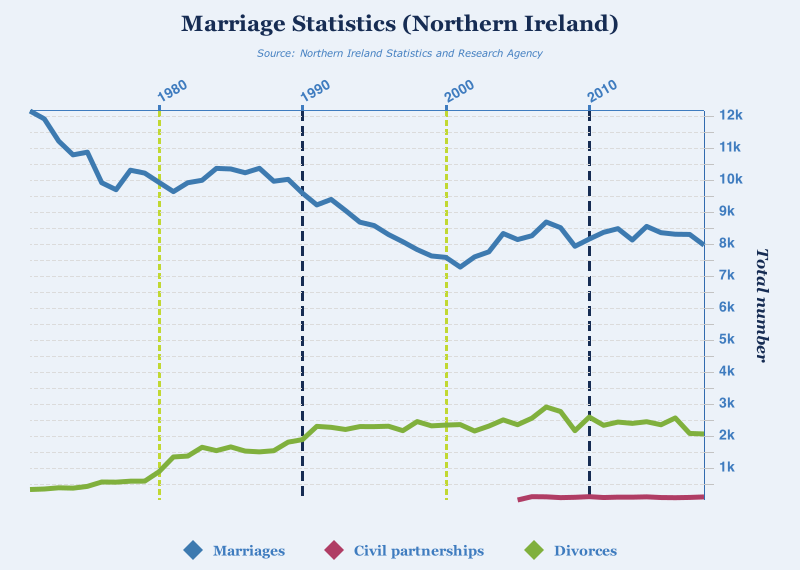 Marriage Statistics (Northern Ireland)
Source: Northern Ireland Statistics and Research Agency
1980 1990 2000 2010
12k
11k
10k
9k
8k
7k
6k
5k
4k
3k
2k
1k
Total number
Marriages Civil partnerships Divorces